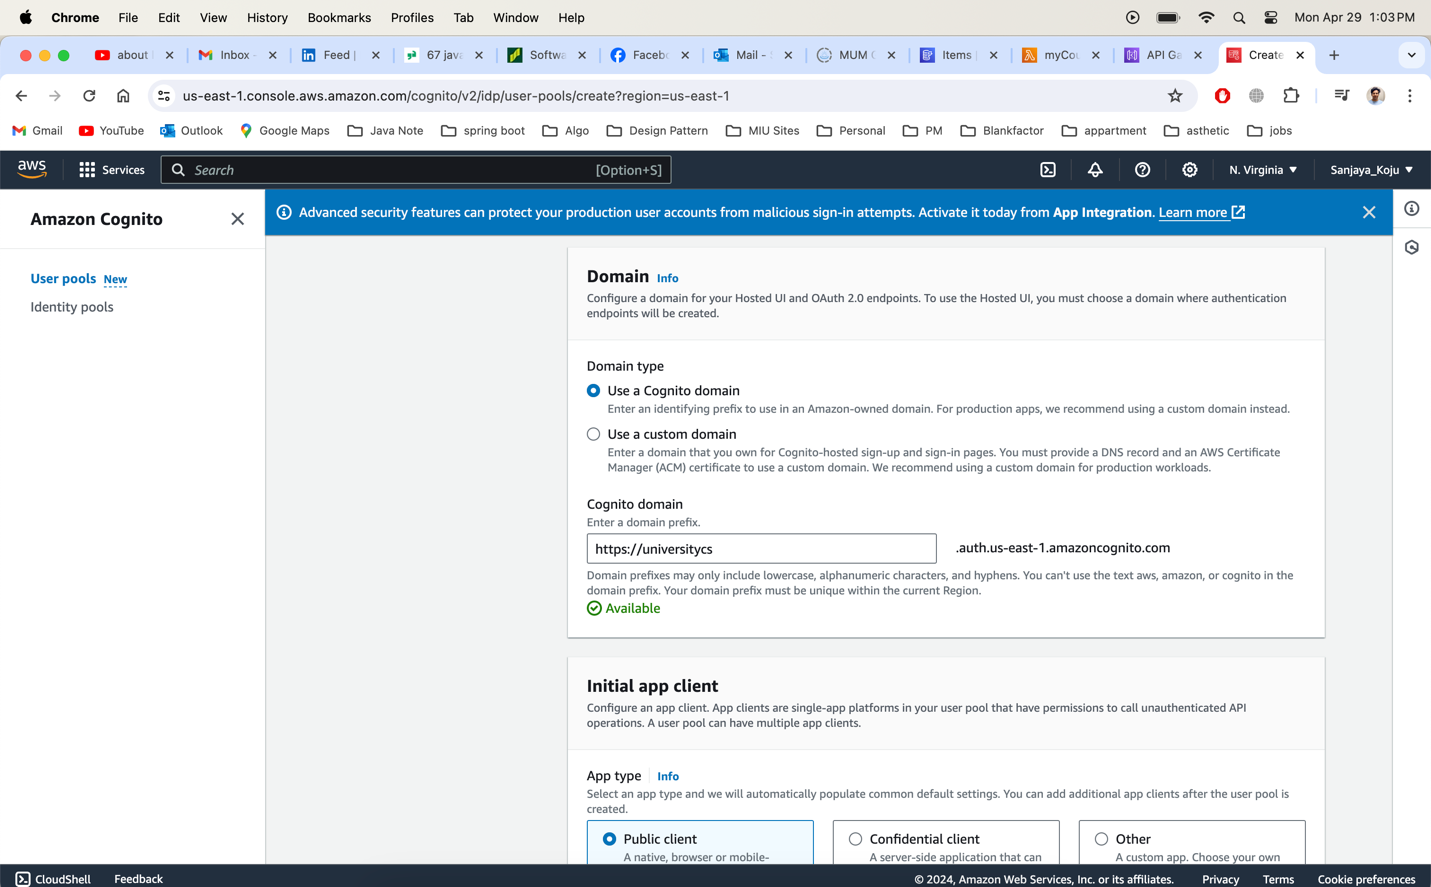 Chrome File Edit View History Bookmarks Profiles Tab Window Help Mon Apr 29 1:03 PM
about Inbox Feed | 67 java Softwa Facebo Mail - MUM Items | myCou API Ga Create
us-east-1.console.aws.amazon.com/cognito/v2/idp/user-pools/create?region=us-east-1
Gmail YouTube Outlook Google Maps Java Note spring boot Algo Design Pattern MIU Sites Personal PM Blankfactor appartment asthetic jobs
aws Services Search [Option+S] N. Virginia Sanjaya_Koju
Amazon Cognito
User pools New
Identity pools
Advanced security features can protect your production user accounts from malicious sign-in attempts. Activate it today from App Integration. Learn more
Domain Info
Configure a domain for your Hosted UI and OAuth 2.0 endpoints. To use the Hosted UI, you must choose a domain where authentication
endpoints will be created.
Domain type
Use a Cognito domain
Enter an identifying prefix to use in an Amazon-owned domain. For production apps, we recommend using a custom domain instead.
Use a custom domain
Enter a domain that you own for Cognito-hosted sign-up and sign-in pages. You must provide a DNS record and an AWS Certificate
Manager (ACM) certificate to use a custom domain. We recommend using a custom domain for production workloads.
Cognito domain
Enter a domain prefix.
https://universitycs .auth.us-east-1.amazoncognito.com
Domain prefixes may only include lowercase, alphanumeric characters, and hyphens. You can't use the text aws, amazon, or cognito in the
domain prefix. Your domain prefix must be unique within the current Region.
Available
Initial app client
Configure an app client. App clients are single-app platforms in your user pool that have permissions to call unauthenticated API
operations. A user pool can have multiple app clients.
App type Info
Select an app type and we will automatically populate common default settings. You can add additional app clients after the user pool is
created.
Public client Confidential client Other
A native, browser or mobile- A server-side application that can A custom app. Choose your own
CloudShell Feedback © 2024, Amazon Web Services, Inc. or its affiliates. Privacy Terms Cookie preferences